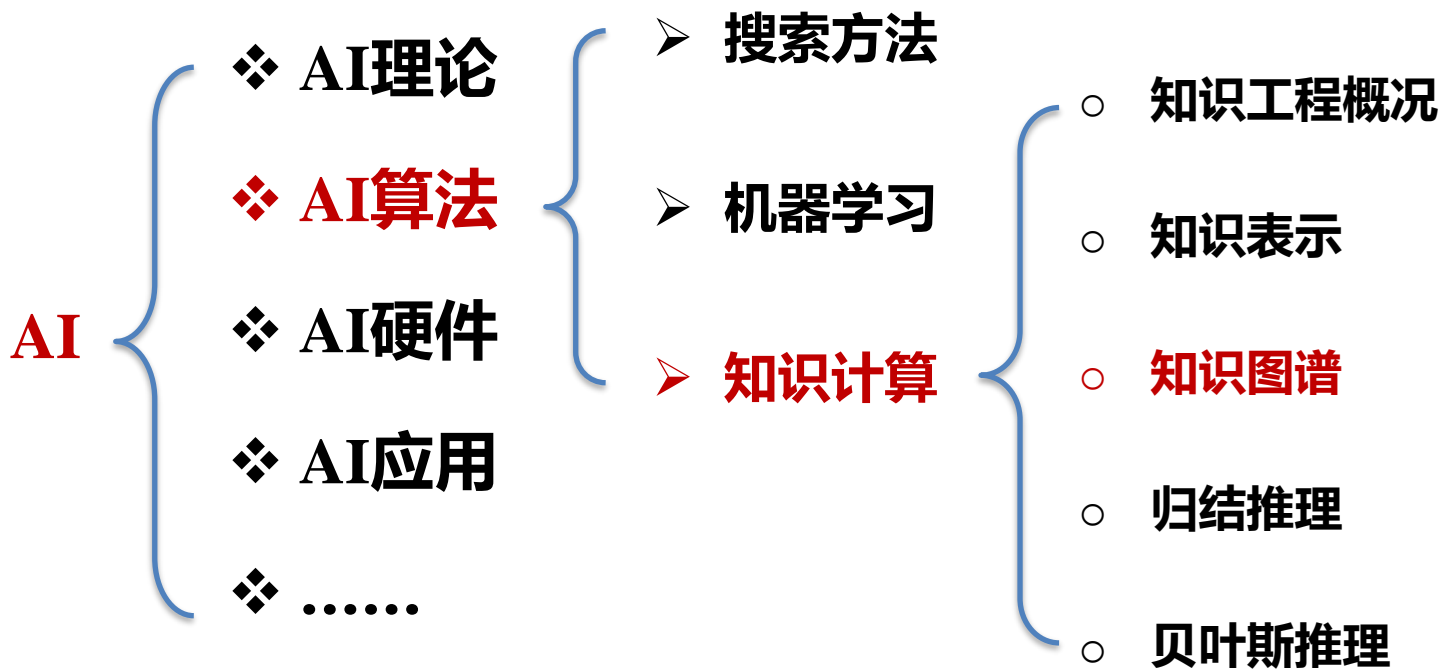 AI
AI理论
AI算法
AI硬件
AI应用
······
搜索方法
机器学习
知识计算
知识工程概况
知识表示
知识图谱
归结推理
贝叶斯推理